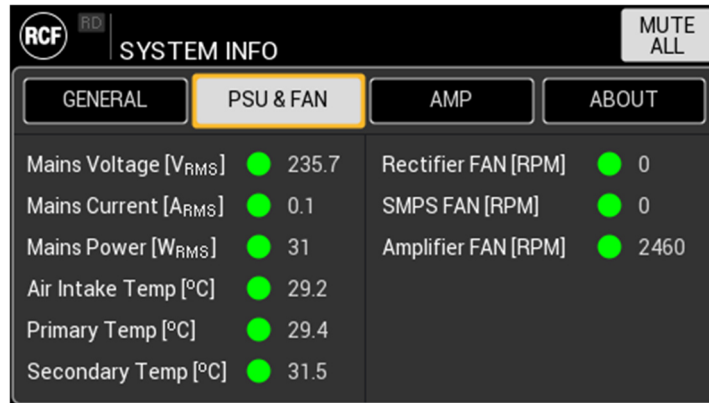 RCF
RD
SYSTEM INFO
MUTE
ALL
GENERAL
PSU & FAN
AMP
ABOUT
Mains Voltage [VRMS] 235.7
Mains Current [ARMS] 0.1
Mains Power [WRMS] 31
Air Intake Temp [ºC] 29.2
Primary Temp [ºC] 29.4
Secondary Temp [ºC] 31.5
Rectifier FAN [RPM] 0
SMPS FAN [RPM] 0
Amplifier FAN [RPM] 2460